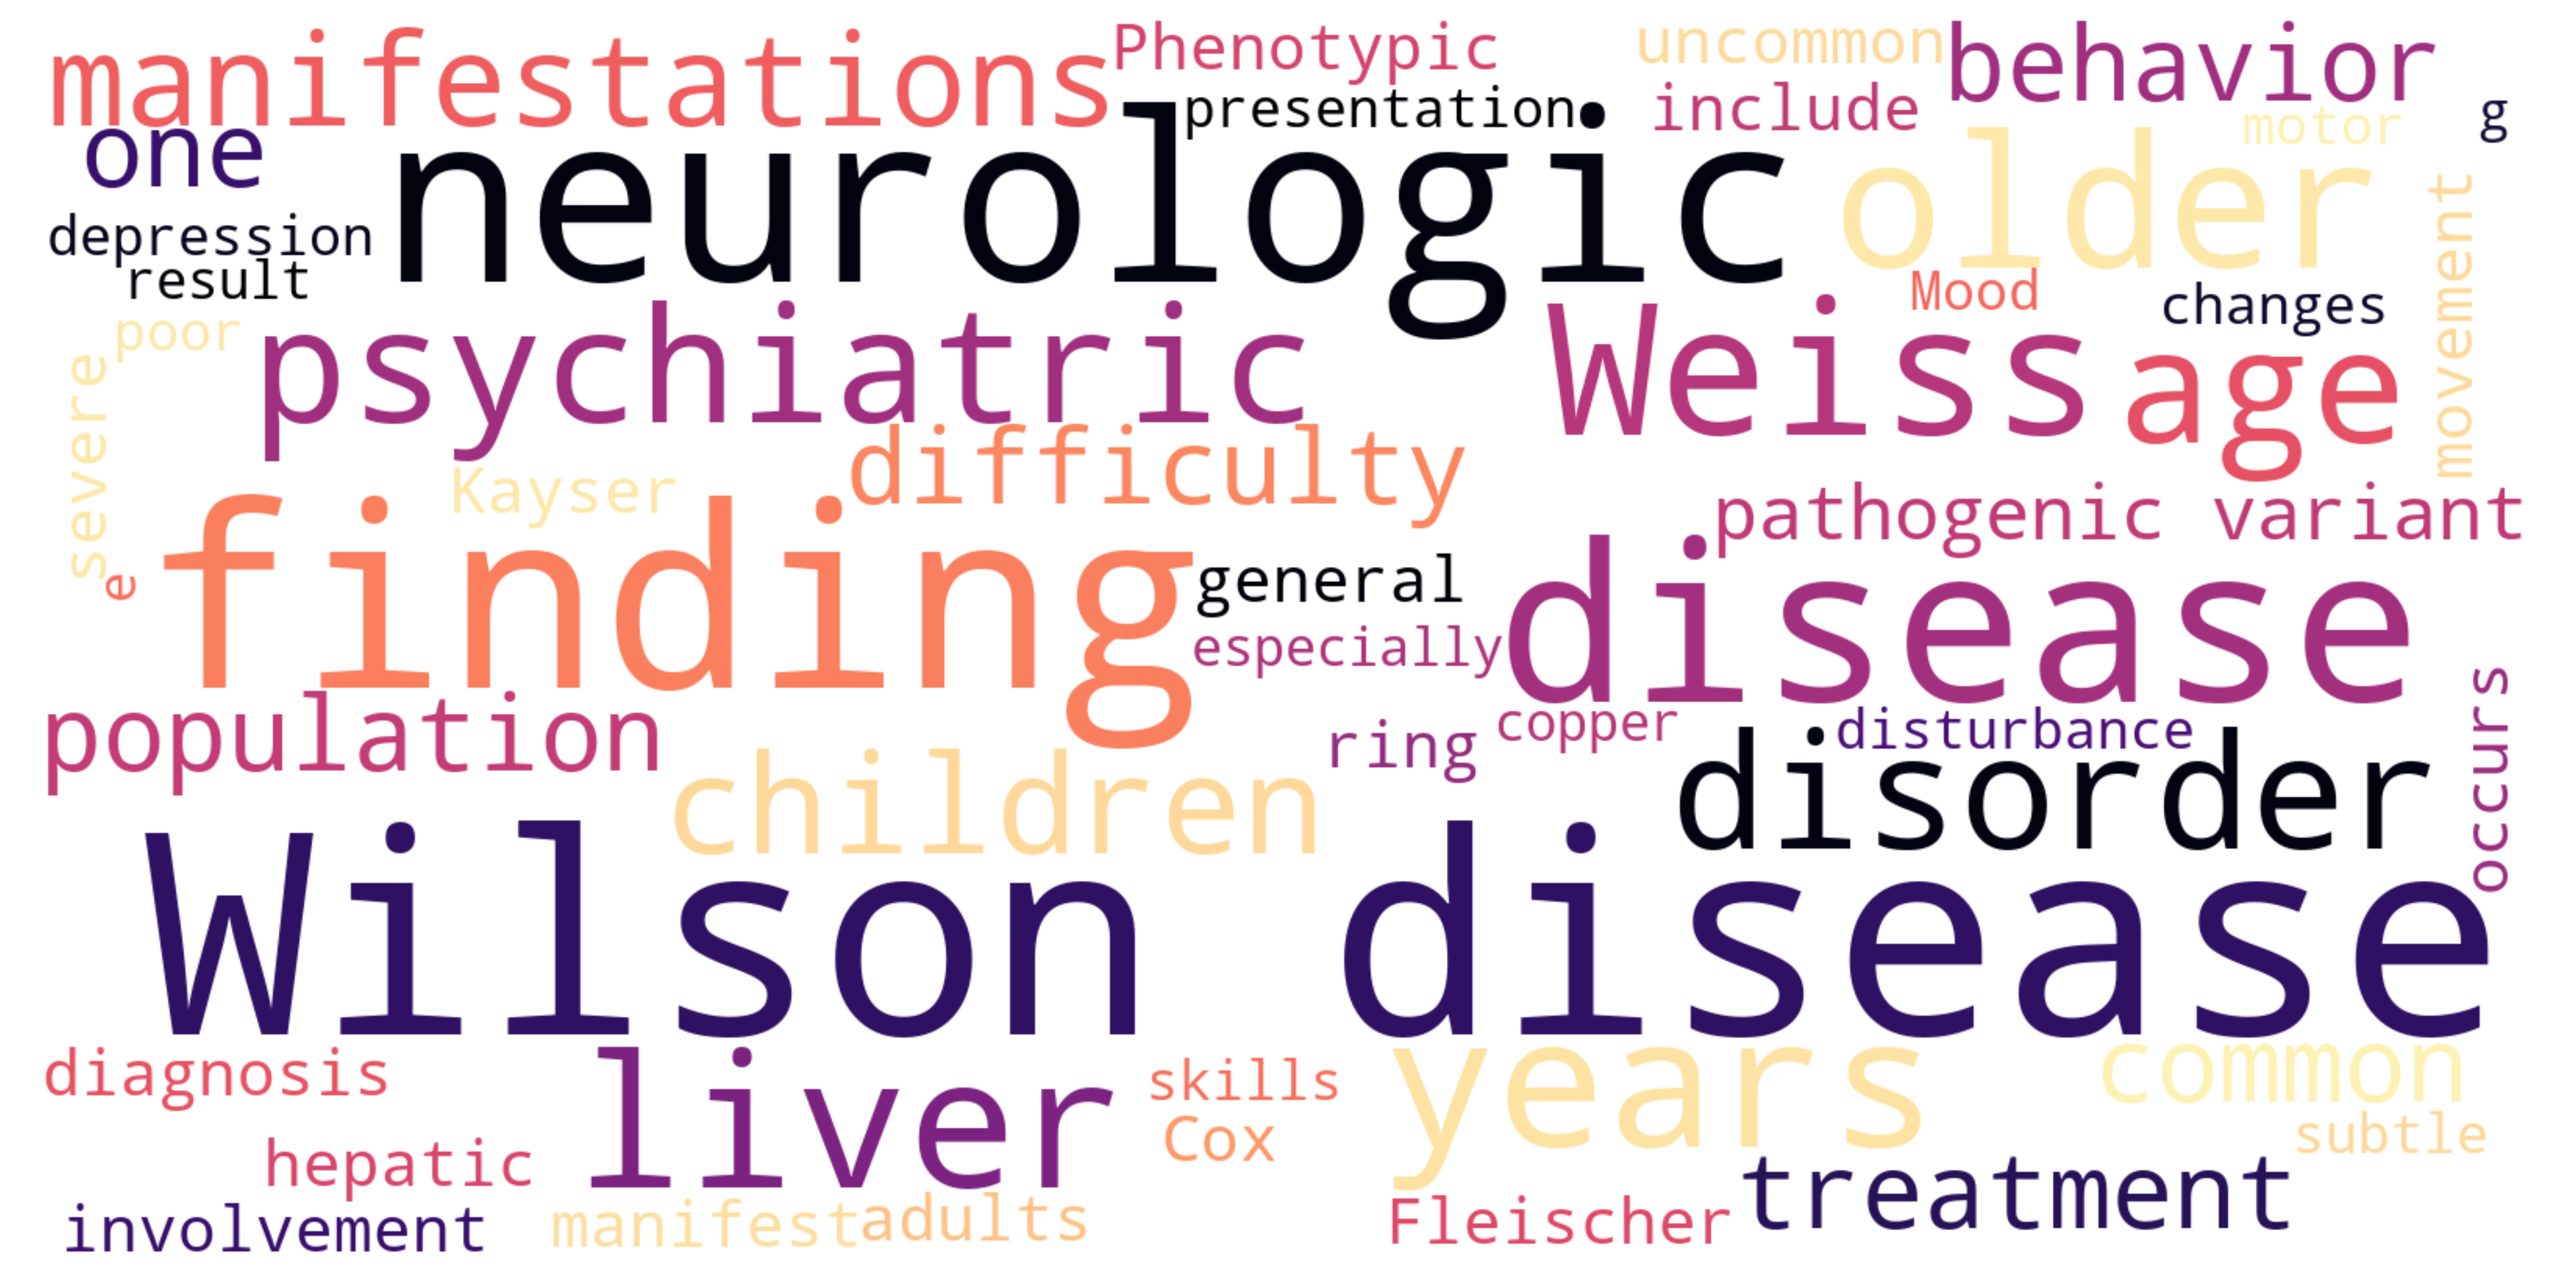 manifestations
Phenotypic
uncommon
behavior
presentation
include
motor
g
one
neurologic
older
movement
depression
result
Mood
changes
poor
psychiatric
Weiss
age
severe
difficulty
Kayser
pathogenic variant
finding
e
general
disease
especially
population
ring
copper
disturbance
occurs
children
disorder
Wilson disease
diagnosis
liver
skills
years
common
Cox
subtle
hepatic
treatment
involvement
manifest
adults
Fleischer